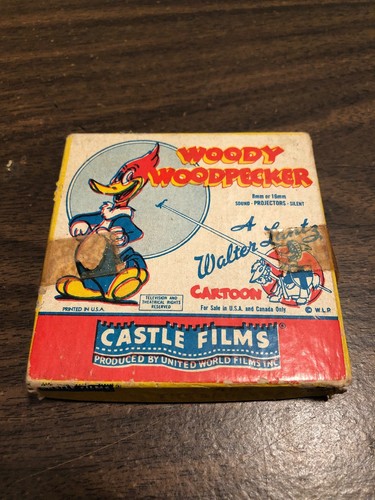 WOODY
WOODPECKER
8mm or 16mm
SOUND - PROJECTORS - SILENT
A
Walter Lantz
CARTOON
For Sale in U.S.A. and Canada Only
© W.L.P.
PRINTED IN U.S.A.
TELEVISION AND
THEATRICAL RIGHTS
RESERVED
CASTLE FILMS®
PRODUCED BY UNITED WORLD FILMS INC